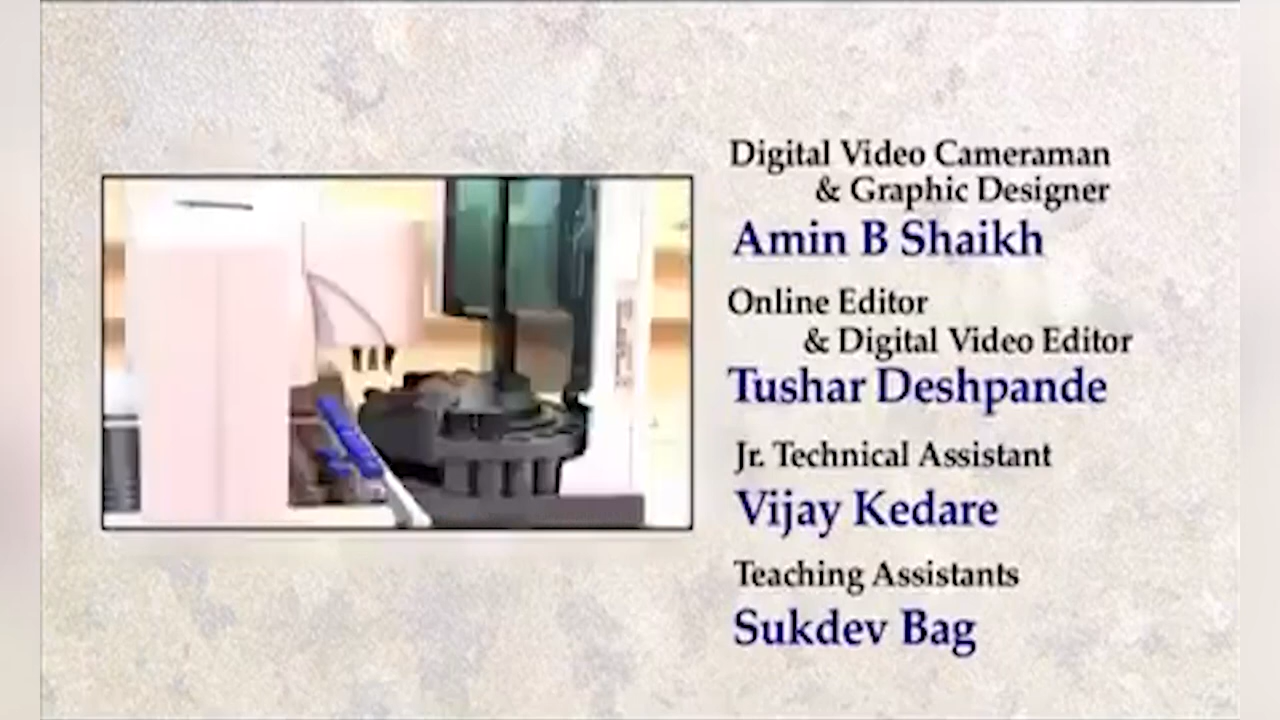 Digital Video Cameraman
& Graphic Designer
Amin B Shaikh
Online Editor
& Digital Video Editor
Tushar Deshpande
Jr. Technical Assistant
Vijay Kedare
Teaching Assistants
Sukdev Bag